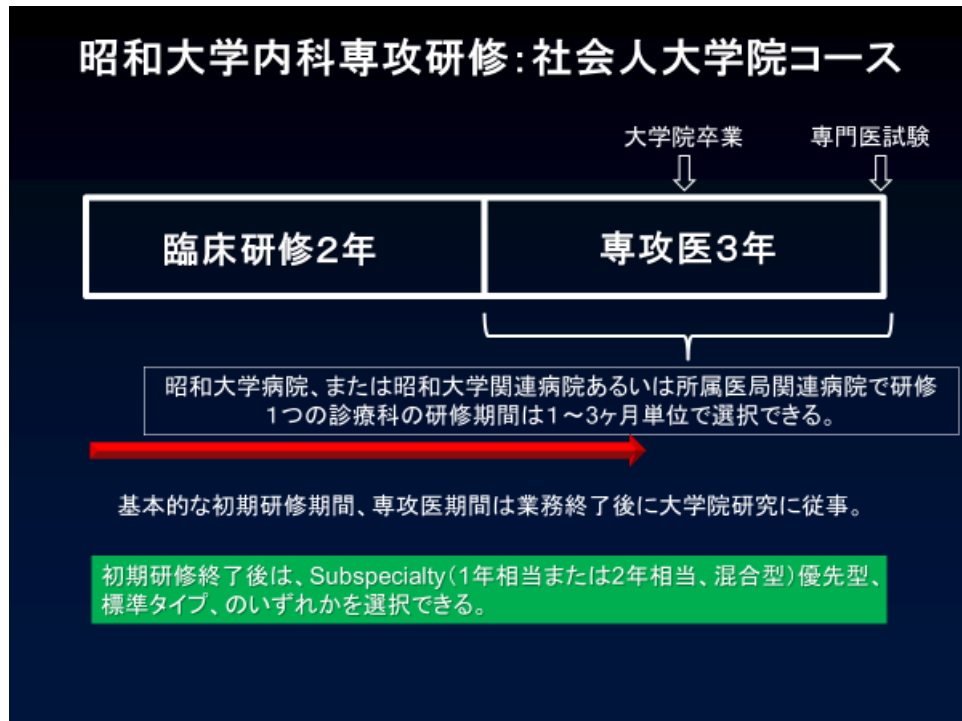 昭和大学内科専攻研修：社会人大学院コース
大学院卒業
専門医試験
臨床研修２年
専攻医３年
昭和大学病院、または昭和大学関連病院あるいは所属医局関連病院で研修
１つの診療科の研修期間は１～３ヶ月単位で選択できる。
基本的な初期研修期間、専攻医期間は業務終了後に大学院研究に従事。
初期研修終了後は、Subspecialty（1年相当または2年相当、混合型）優先型、
標準タイプ、のいずれかを選択できる。